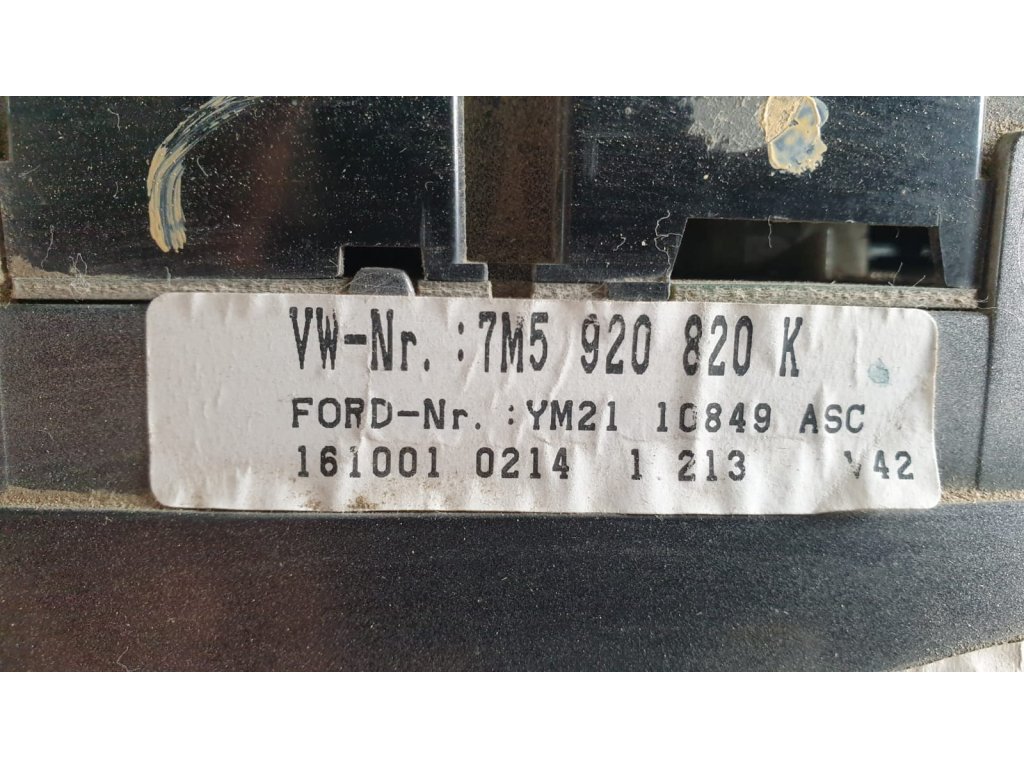 VW-Nr. :7M5 920 820 K
FORD-Nr. :YM21 10849 ASC
161001 0214 1 213 V42